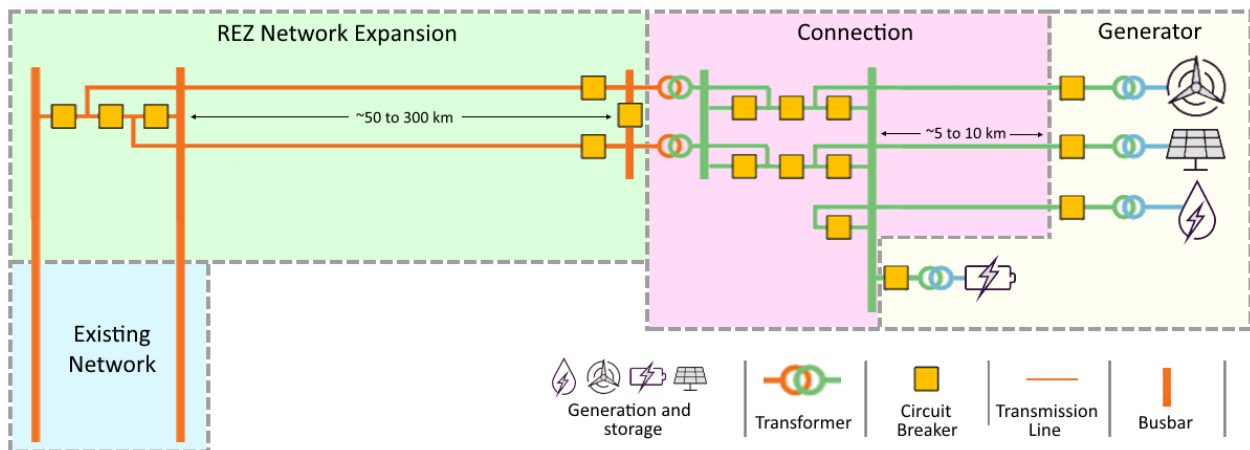 REZ Network Expansion
Connection
Generator
~50 to 300 km
~5 to 10 km
Existing
Network
Generation and
storage
Transformer
Circuit
Breaker
Transmission
Line
Busbar